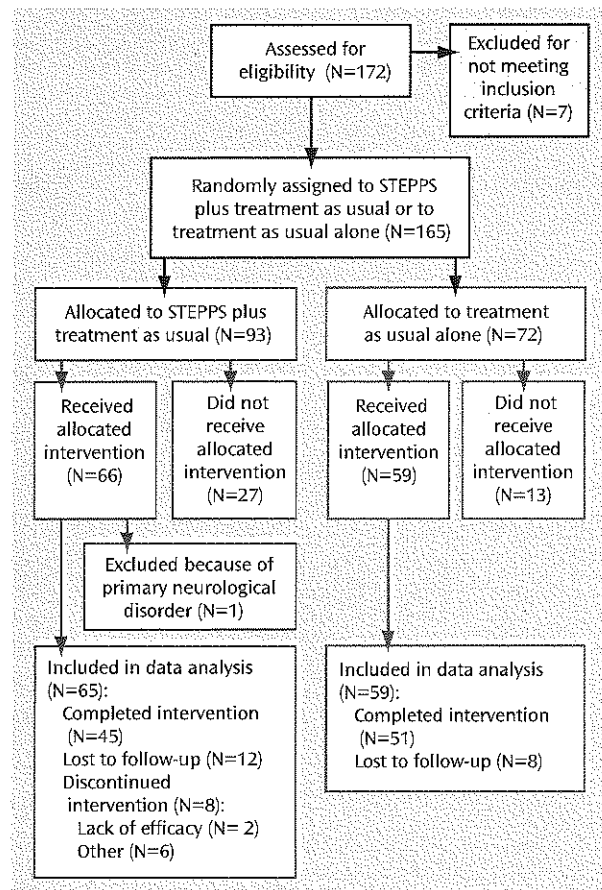 Assessed for
eligibility (N=172)
Excluded for
not meeting
inclusion
criteria (N=7)
Randomly assigned to STEPPS
plus treatment as usual or to
treatment as usual alone (N=165)
Allocated to STEPPS plus
treatment as usual (N=93)
Allocated to treatment
as usual alone (N=72)
Received
allocated
intervention
(N=66)
Did not
receive
allocated
intervention
(N=27)
Received
allocated
intervention
(N=59)
Did not
receive
allocated
intervention
(N=13)
Excluded because of
primary neurological
disorder (N=1)
Included in data analysis
(N=65):
Completed intervention
(N=45)
Lost to follow-up (N=12)
Discontinued
intervention (N=8):
Lack of efficacy (N= 2)
Other (N=6)
Included in data analysis
(N=59):
Completed intervention
(N=51)
Lost to follow-up (N=8)